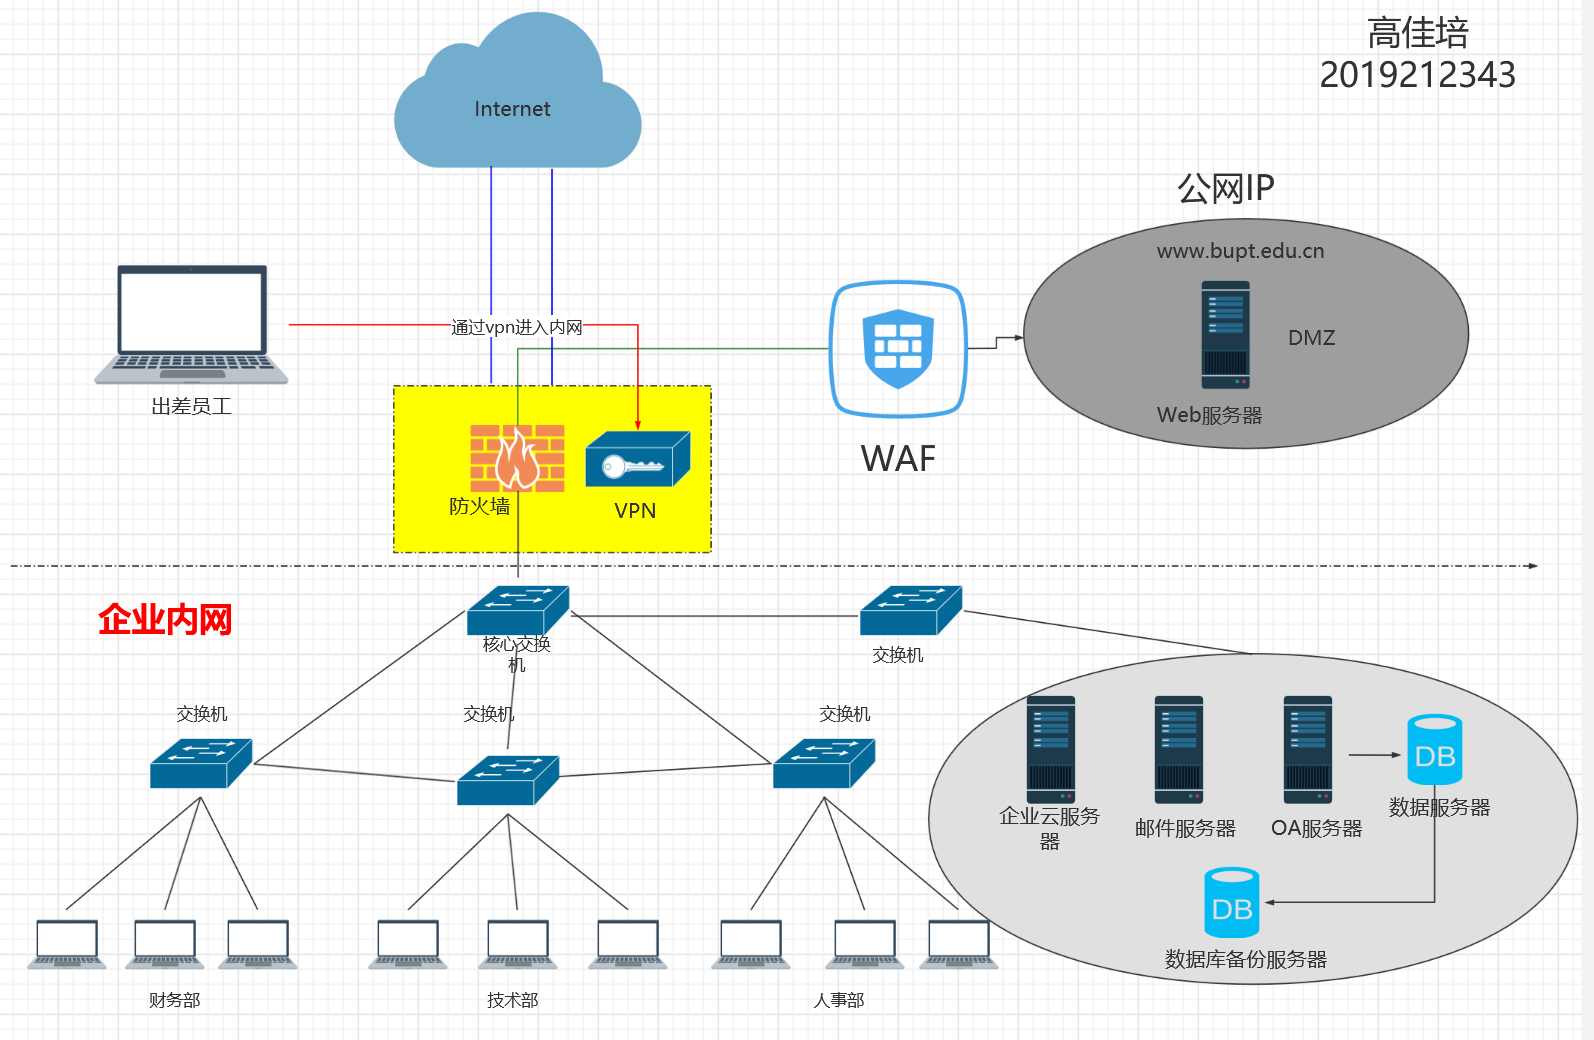 高佳培
2019212343
Internet
公网IP
www.bupt.edu.cn
DMZ
Web服务器
通过vpn进入内网
出差员工
WAF
防火墙
VPN
企业内网
核心交换
机
交换机
交换机
交换机
交换机
企业云服务
器
邮件服务器
OA服务器
DB
数据服务器
DB
数据库备份服务器
财务部
技术部
人事部